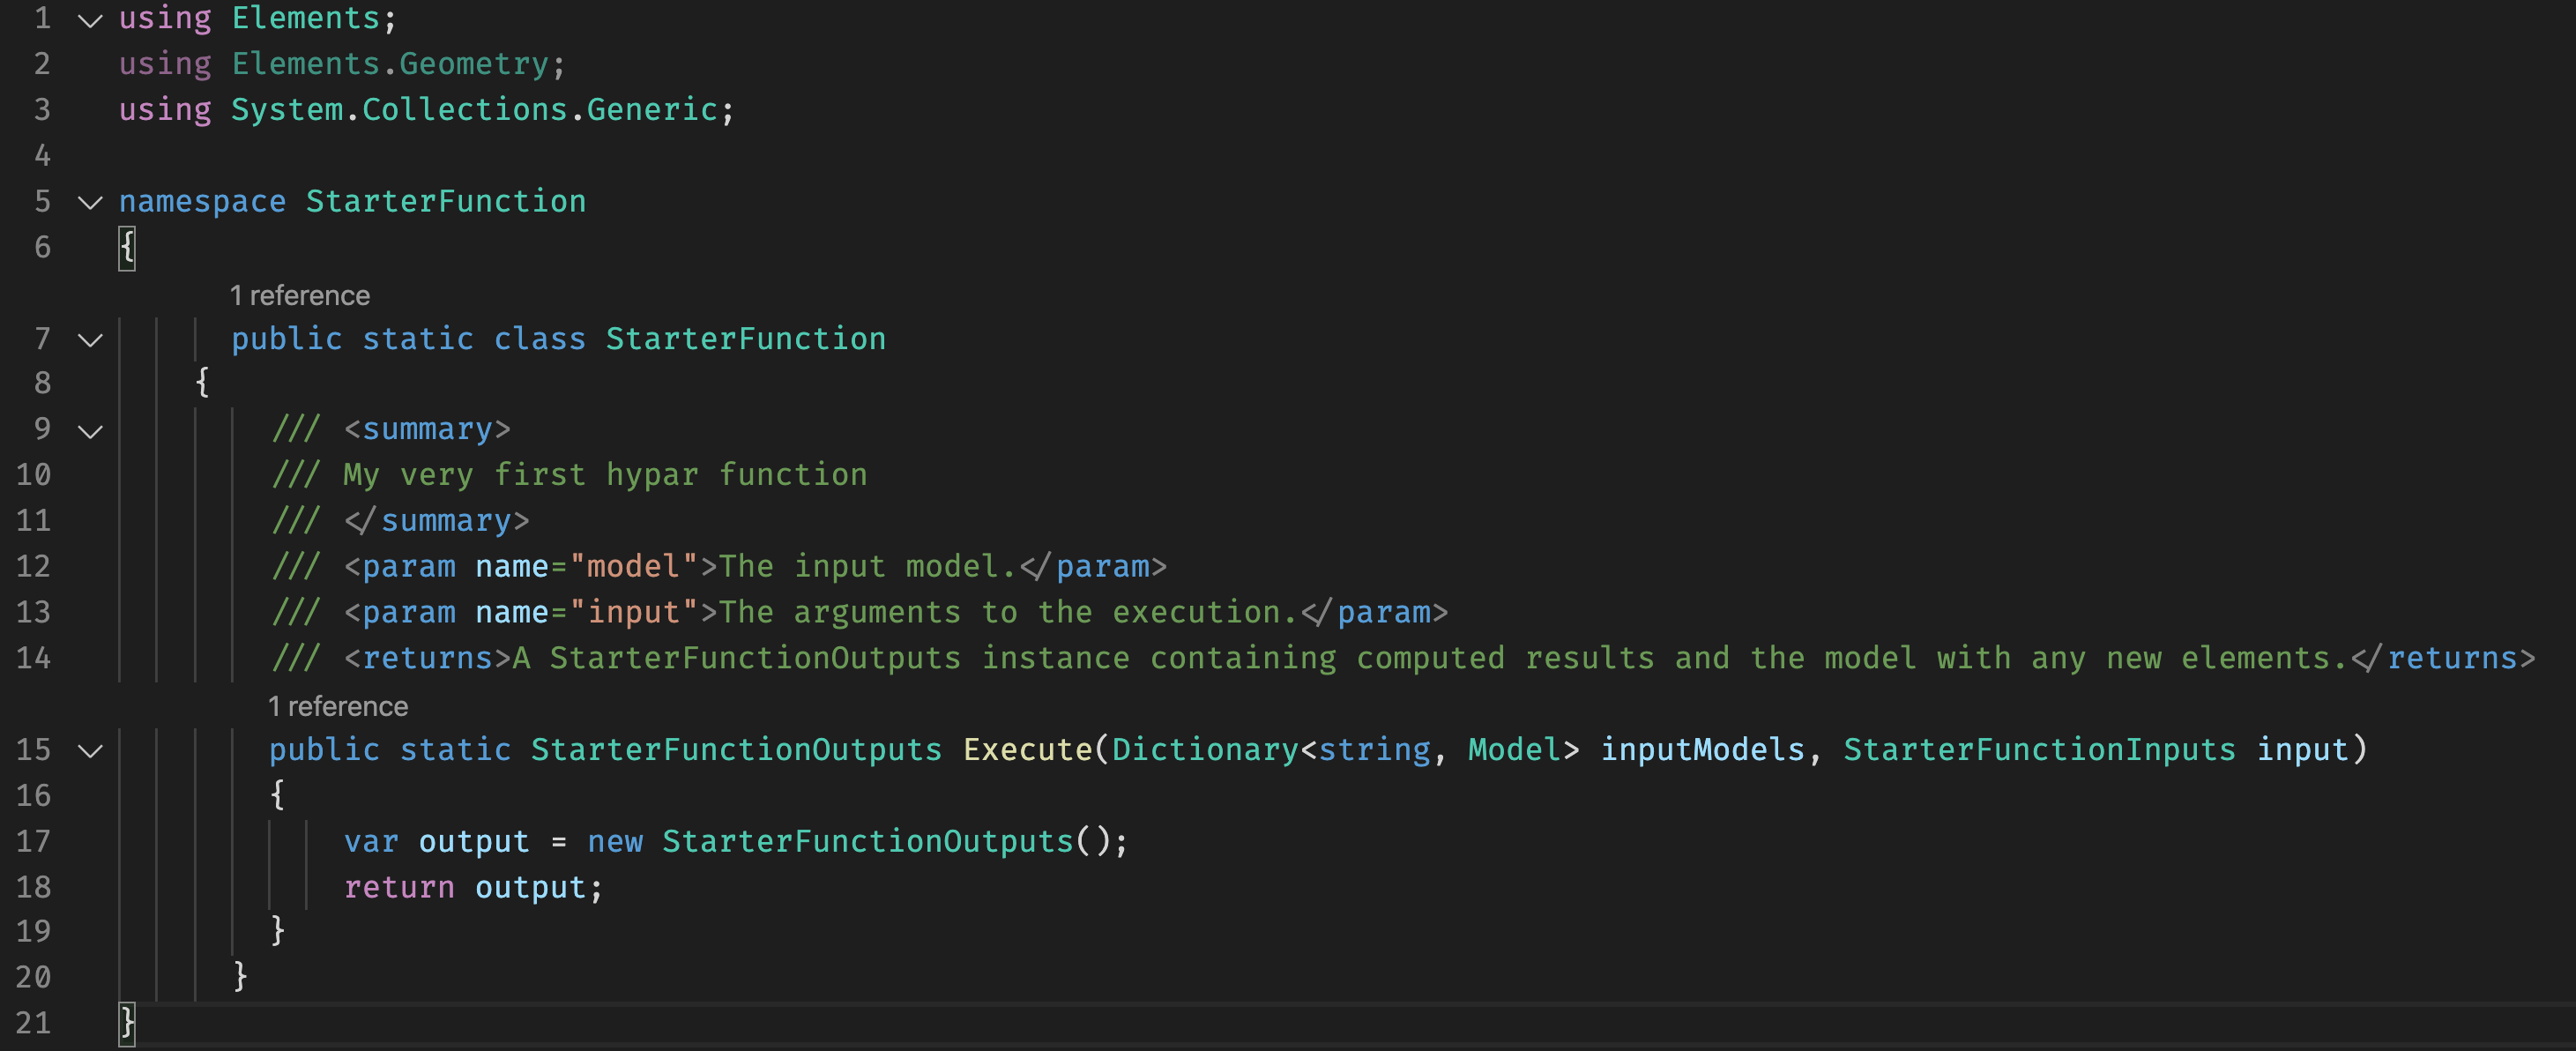 1 using Elements;
2 using Elements.Geometry;
3 using System.Collections.Generic;
4
5 namespace StarterFunction
6 {
1 reference
7 public static class StarterFunction
8 {
9 /// <summary>
10 /// My very first hypar function
11 /// </summary>
12 /// <param name="model">The input model.</param>
13 /// <param name="input">The arguments to the execution.</param>
14 /// <returns>A StarterFunctionOutputs instance containing computed results and the model with any new elements.</returns>
1 reference
15 public static StarterFunctionOutputs Execute(Dictionary<string, Model> inputModels, StarterFunctionInputs input)
16 {
17 var output = new StarterFunctionOutputs();
18 return output;
19 }
20 }
21 }